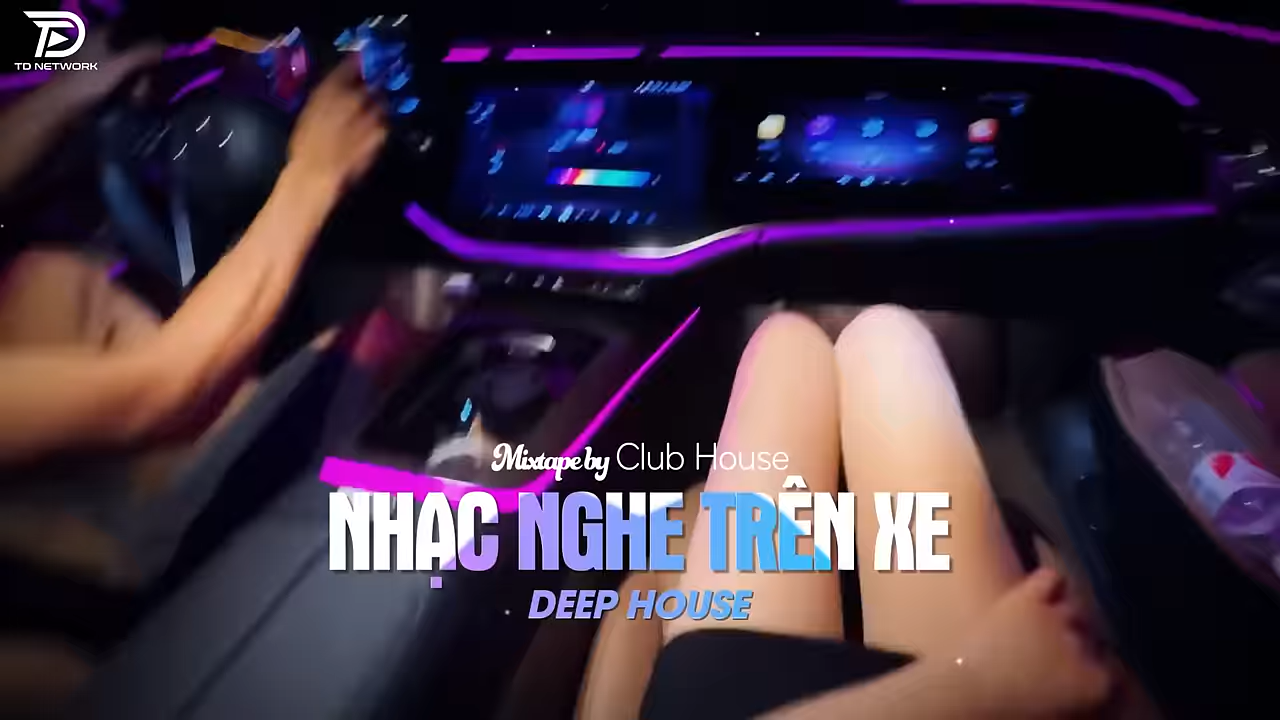 TD NETWORK
Mixtape by Club House
NHẠC NGHE TRÊN XE
DEEP HOUSE